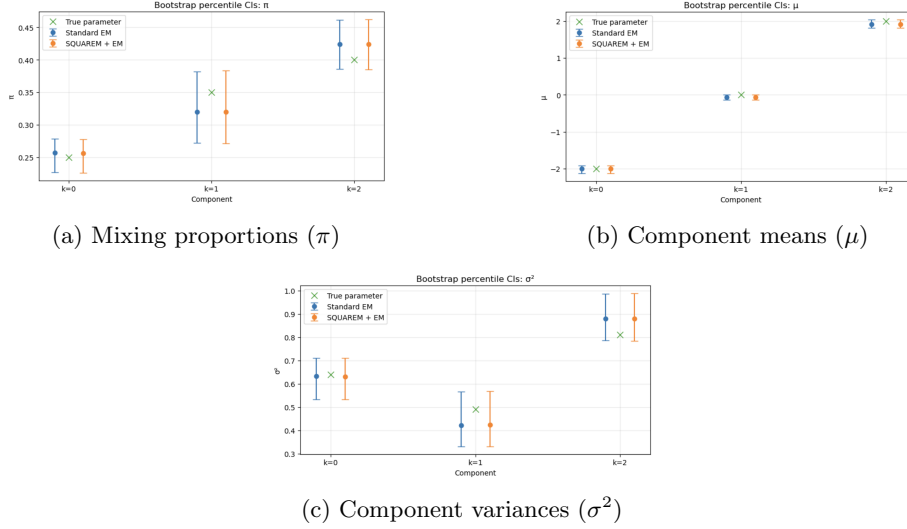 Bootstrap percentile CIs: π
True parameter
Standard EM
SQUAREM + EM
0.45
0.40
0.35
0.30
0.25
π
k=0 k=1 k=2
Component
(a) Mixing proportions (π)
Bootstrap percentile CIs: μ
True parameter
Standard EM
SQUAREM + EM
2
1
0
−1
−2
μ
k=0 k=1 k=2
Component
(b) Component means (μ)
Bootstrap percentile CIs: σ²
True parameter
Standard EM
SQUAREM + EM
1.0
0.9
0.8
0.7
0.6
0.5
0.4
0.3
σ²
k=0 k=1 k=2
Component
(c) Component variances (σ²)